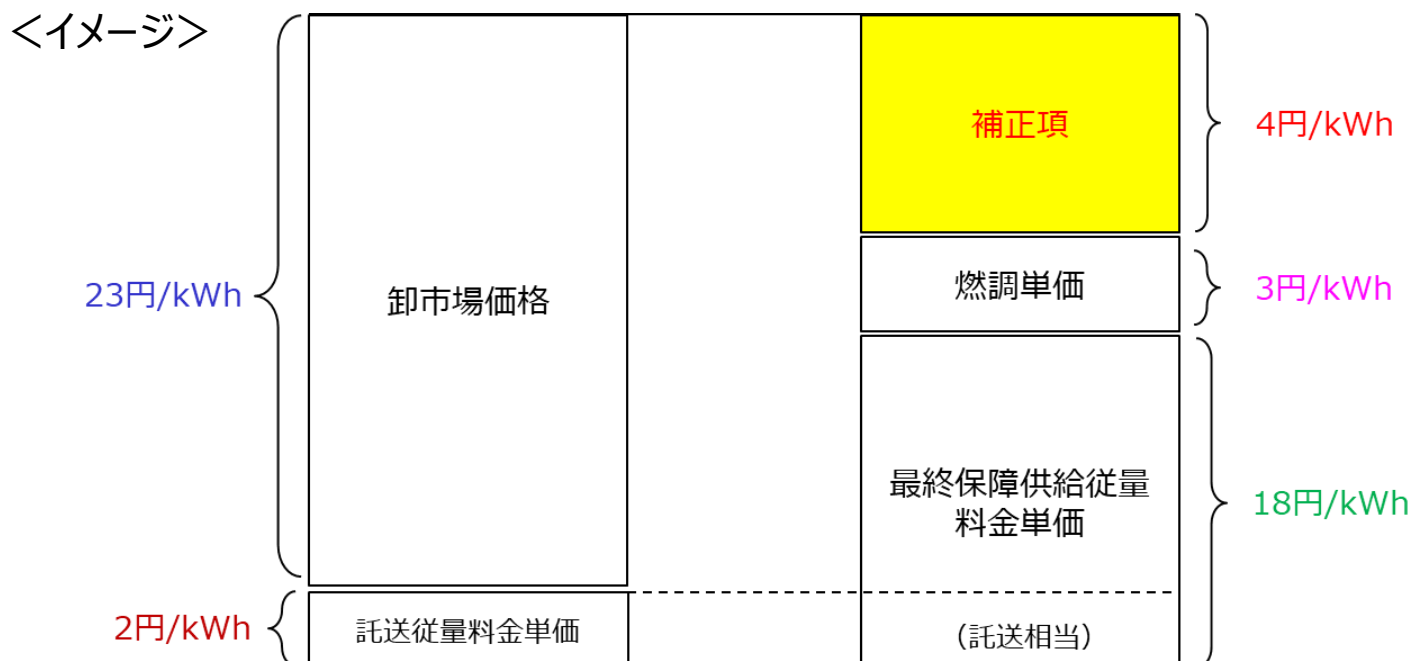 ＜イメージ＞
補正項
4円/kWh
23円/kWh
卸市場価格
燃調単価
3円/kWh
最終保障供給従量
料金単価
18円/kWh
2円/kWh
託送従量料金単価
（託送相当）